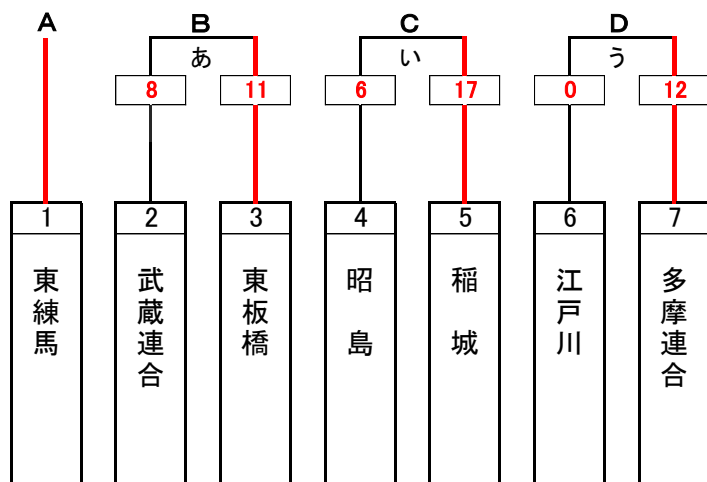 A B C D
あ い う
8 11 6 17 0 12
1 2 3 4 5 6 7
東練馬
武蔵連合
東板橋
昭島
稲城
江戸川
多摩連合